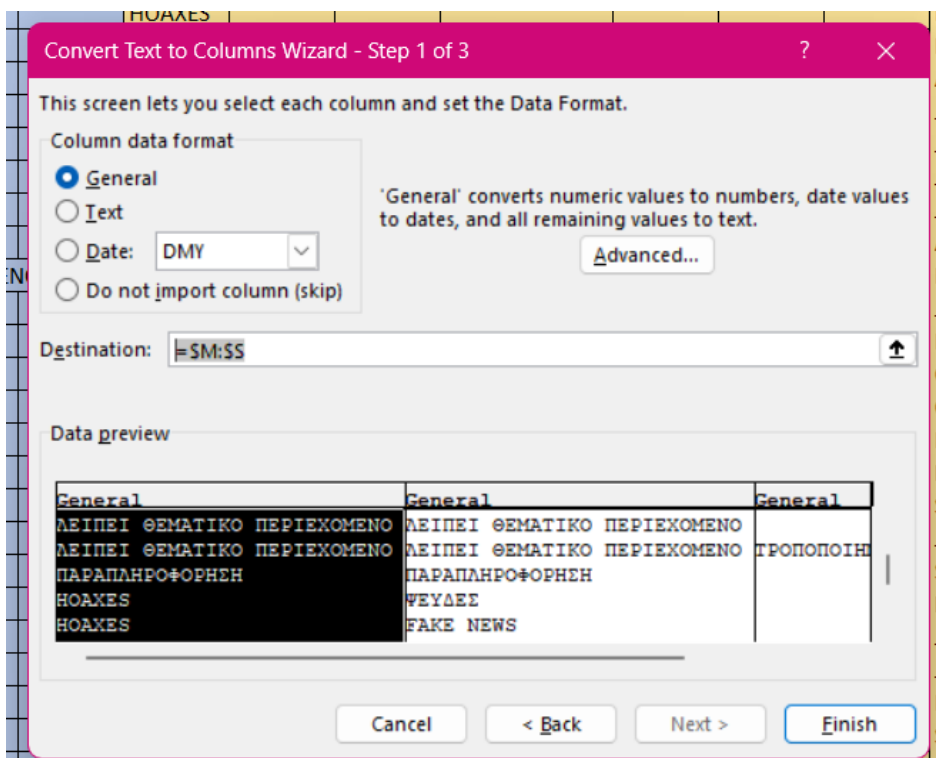 HOAXES
Convert Text to Columns Wizard - Step 1 of 3 ?
This screen lets you select each column and set the Data Format.
Column data format
General
Text
Date: DMY
Do not import column (skip)
'General' converts numeric values to numbers, date values
to dates, and all remaining values to text.
Advanced...
Destination: =$M:$S
Data preview
General General General
ΛΕΙΠΕΙ ΘΕΜΑΤΙΚΟ ΠΕΡΙΕΧΟΜΕΝΟ ΛΕΙΠΕΙ ΘΕΜΑΤΙΚΟ ΠΕΡΙΕΧΟΜΕΝΟ
ΛΕΙΠΕΙ ΘΕΜΑΤΙΚΟ ΠΕΡΙΕΧΟΜΕΝΟ ΛΕΙΠΕΙ ΘΕΜΑΤΙΚΟ ΠΕΡΙΕΧΟΜΕΝΟ
ΠΑΡΑΠΛΗΡΟΦΟΡΗΣΗ ΠΑΡΑΠΛΗΡΟΦΟΡΗΣΗ
HOAXES ΨΕΥΔΕΣ
HOAXES FAKE NEWS
Cancel < Back Next > Finish